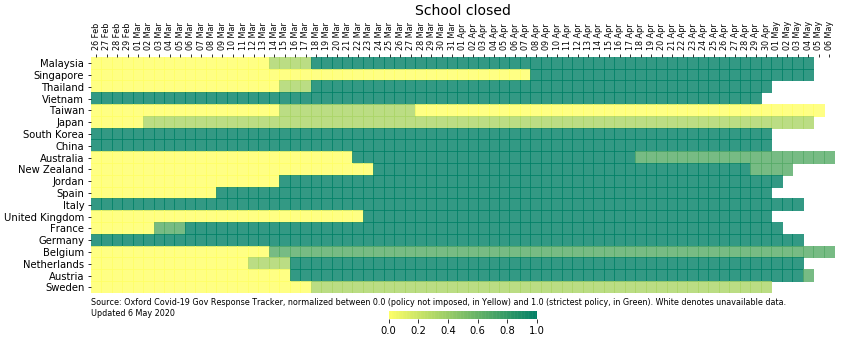 School closed
26 Feb
27 Feb
28 Feb
29 Feb
01 Mar
02 Mar
03 Mar
04 Mar
05 Mar
06 Mar
07 Mar
08 Mar
09 Mar
10 Mar
11 Mar
12 Mar
13 Mar
14 Mar
15 Mar
16 Mar
17 Mar
18 Mar
19 Mar
20 Mar
21 Mar
22 Mar
23 Mar
24 Mar
25 Mar
26 Mar
27 Mar
28 Mar
29 Mar
30 Mar
31 Mar
01 Apr
02 Apr
03 Apr
04 Apr
05 Apr
06 Apr
07 Apr
08 Apr
09 Apr
10 Apr
11 Apr
12 Apr
13 Apr
14 Apr
15 Apr
16 Apr
17 Apr
18 Apr
19 Apr
20 Apr
21 Apr
22 Apr
23 Apr
24 Apr
25 Apr
26 Apr
27 Apr
28 Apr
29 Apr
30 Apr
01 May
02 May
03 May
04 May
05 May
06 May
Malaysia
Singapore
Thailand
Vietnam
Taiwan
Japan
South Korea
China
Australia
New Zealand
Jordan
Spain
Italy
United Kingdom
France
Germany
Belgium
Netherlands
Austria
Sweden
Source: Oxford Covid-19 Gov Response Tracker, normalized between 0.0 (policy not imposed, in Yellow) and 1.0 (strictest policy, in Green). White denotes unavailable data.
Updated 6 May 2020
0.0 0.2 0.4 0.6 0.8 1.0